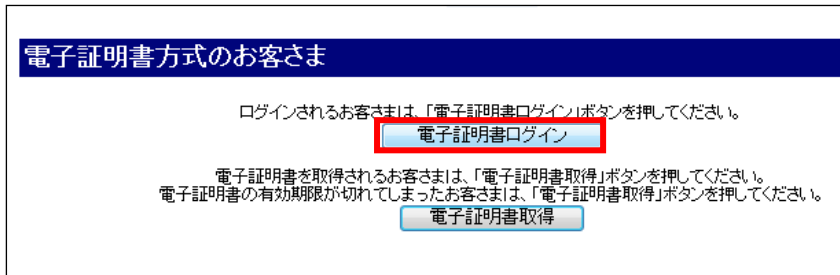 電子証明書方式のお客さま
ログインされるお客さまは、「電子証明書ログイン」ボタンを押してください。
電子証明書ログイン
電子証明書を取得されるお客さまは、「電子証明書取得」ボタンを押してください。
電子証明書の有効期限が切れてしまったお客さまは、「電子証明書取得」ボタンを押してください。
電子証明書取得